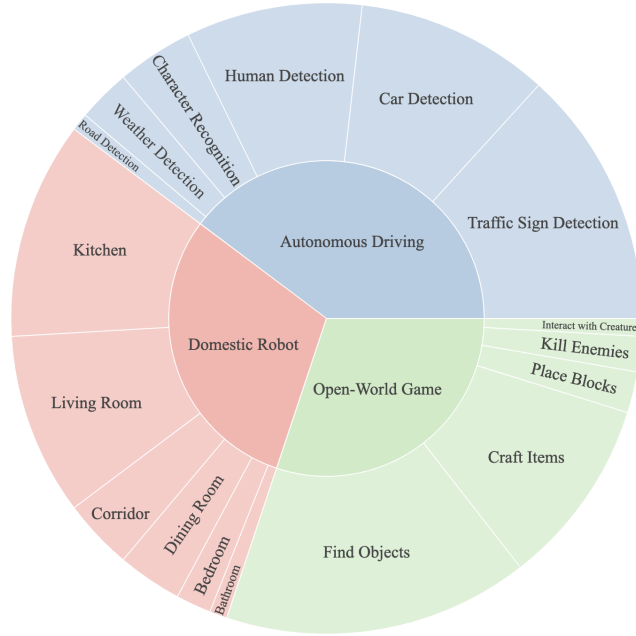 Human Detection
Car Detection
Character Recognition
Weather Detection
Road Detection
Traffic Sign Detection
Autonomous Driving
Kitchen
Domestic Robot
Living Room
Corridor
Dining Room
Bedroom
Bathroom
Open-World Game
Interact with Creature
Kill Enemies
Place Blocks
Craft Items
Find Objects